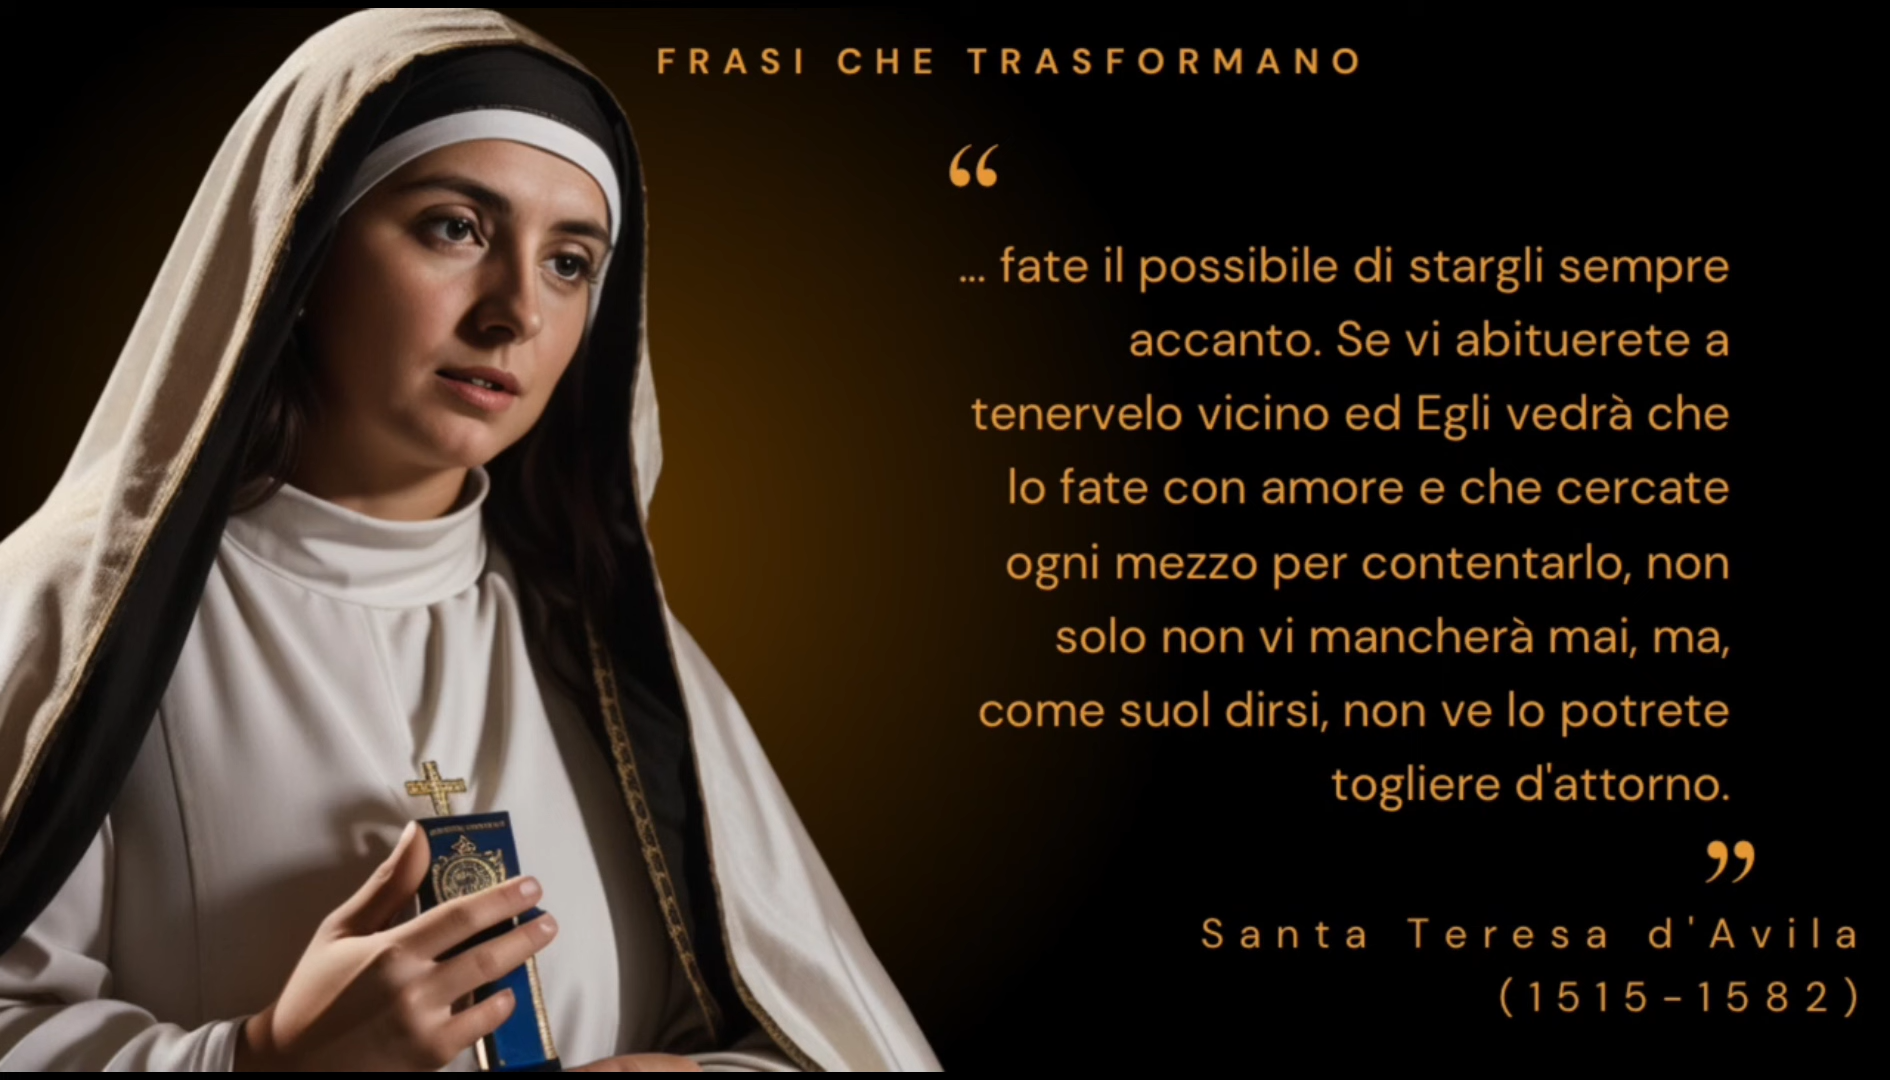 FRASI CHE TRASFORMANO
“
... fate il possibile di stargli sempre
accanto. Se vi abituerete a
tenervelo vicino ed Egli vedrà che
lo fate con amore e che cercate
ogni mezzo per contentarlo, non
solo non vi mancherà mai, ma,
come suol dirsi, non ve lo potrete
togliere d'attorno.
”
Santa Teresa d'Avila
(1515-1582)